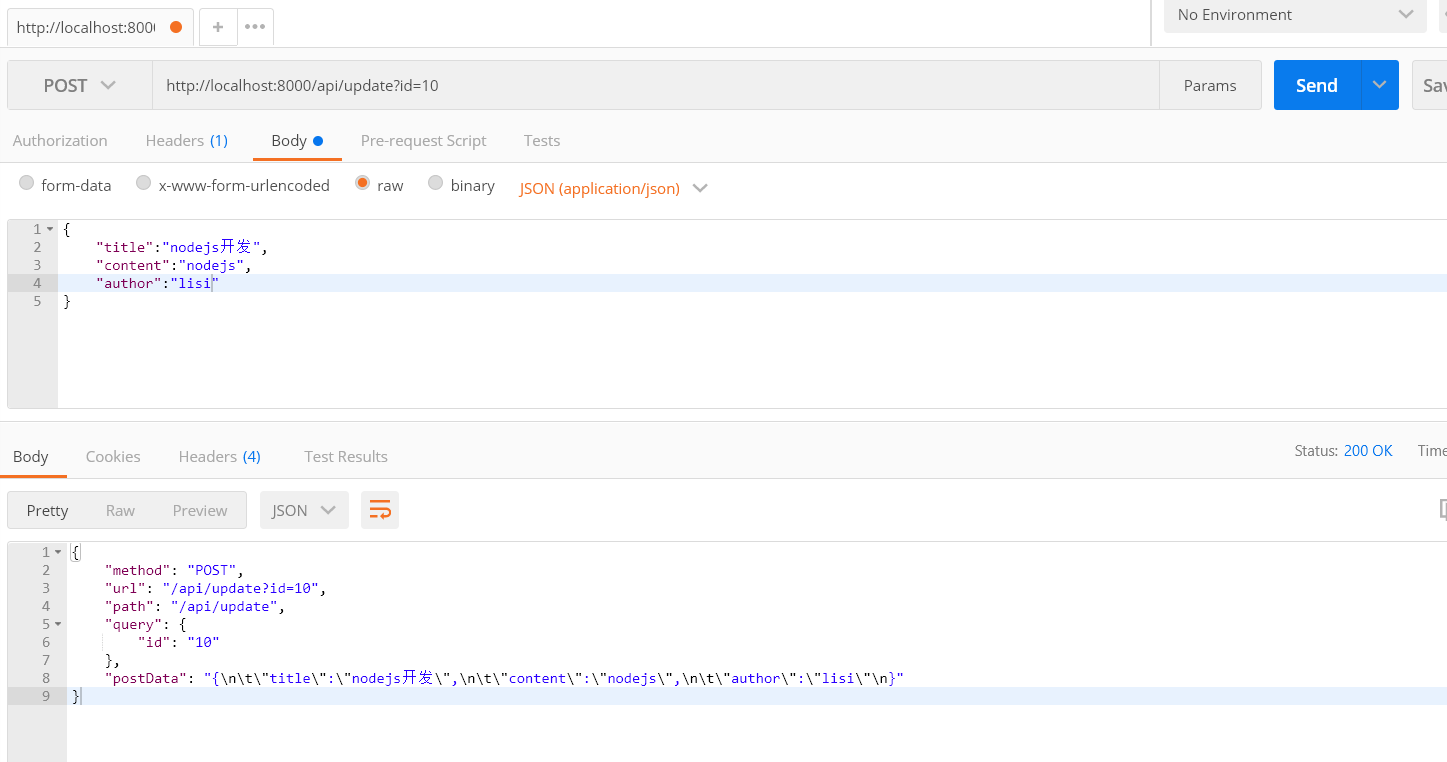 http://localhost:800
+
•••
No Environment
POST
http://localhost:8000/api/update?id=10
Params
Send
Sav
Authorization
Headers (1)
Body
Pre-request Script
Tests
form-data
x-www-form-urlencoded
raw
binary
JSON (application/json)
1 {
2 "title":"nodejs开发",
3 "content":"nodejs",
4 "author":"lisi"
5 }
Body
Cookies
Headers (4)
Test Results
Status: 200 OK
Time
Pretty
Raw
Preview
JSON
1 {
2 "method": "POST",
3 "url": "/api/update?id=10",
4 "path": "/api/update",
5 "query": {
6 "id": "10"
7 },
8 "postData": "{\n\t\"title\":\"nodejs开发\",\n\t\"content\":\"nodejs\",\n\t\"author\":\"lisi\"\n}"
9 }